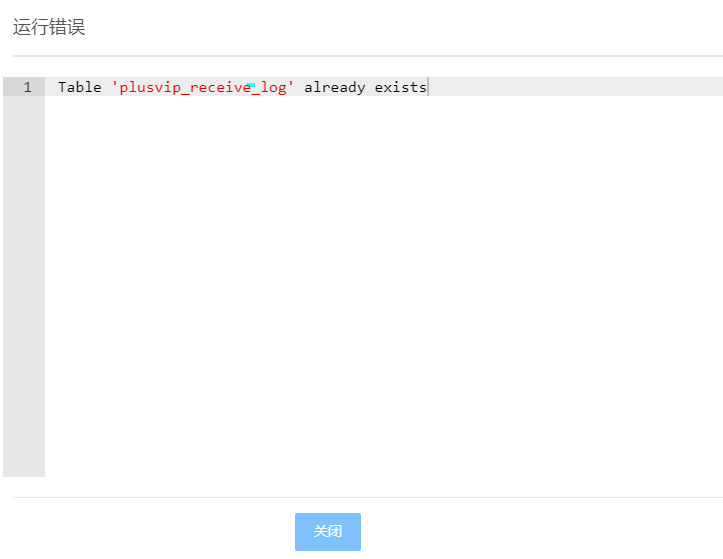 运行错误
1 Table 'plusvip_receive_log' already exists
关闭